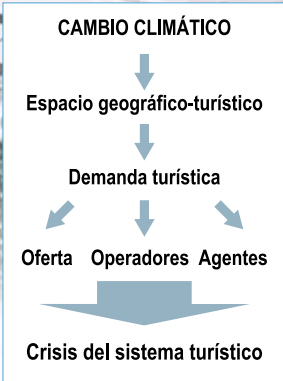 CAMBIO CLIMÁTICO
Espacio geográfico-turístico
Demanda turística
Oferta Operadores Agentes
Crisis del sistema turístico